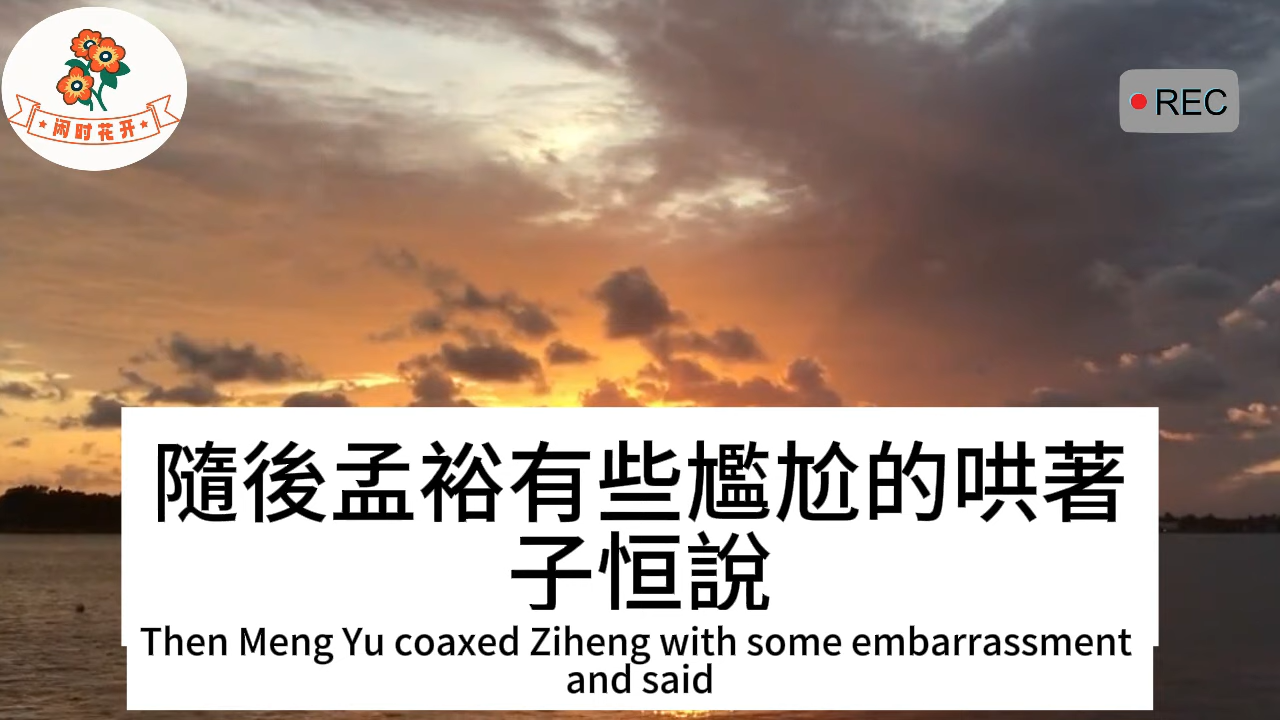 闲时花开
REC
隨後孟裕有些尷尬的哄著
子恒說
Then Meng Yu coaxed Ziheng with some embarrassment
and said